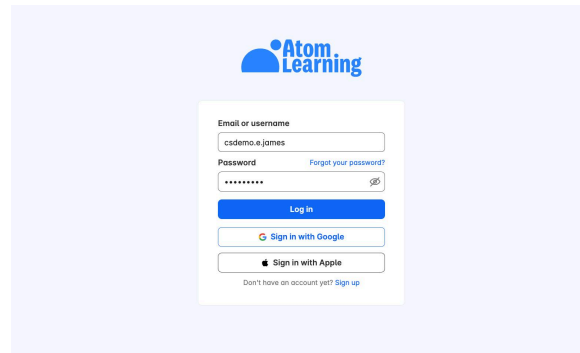 Atom
Learning
Email or username
csdemo.e.james
Password Forgot your password?
•••••••••
Log in
Sign in with Google
Sign in with Apple
Don't have an account yet? Sign up